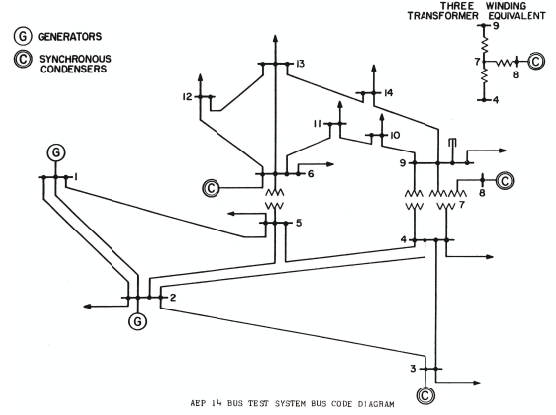 THREE WINDING
TRANSFORMER EQUIVALENT
G GENERATORS
C SYNCHRONOUS
CONDENSERS
9
7
8
C
4
13
14
12
11
10
9
G
1
C
6
7
8
C
5
4
2
G
3
C
AEP 14 BUS TEST SYSTEM BUS CODE DIAGRAM